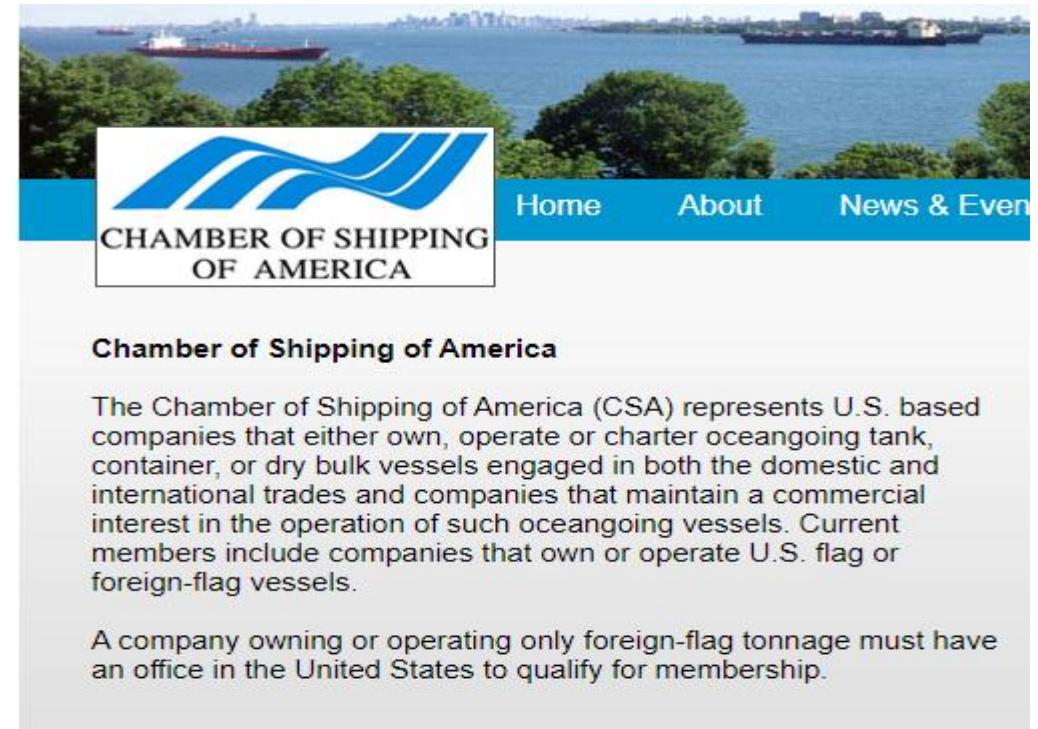 Home About News & Even
CHAMBER OF SHIPPING
OF AMERICA
Chamber of Shipping of America
The Chamber of Shipping of America (CSA) represents U.S. based
companies that either own, operate or charter oceangoing tank,
container, or dry bulk vessels engaged in both the domestic and
international trades and companies that maintain a commercial
interest in the operation of such oceangoing vessels. Current
members include companies that own or operate U.S. flag or
foreign-flag vessels.
A company owning or operating only foreign-flag tonnage must have
an office in the United States to qualify for membership.